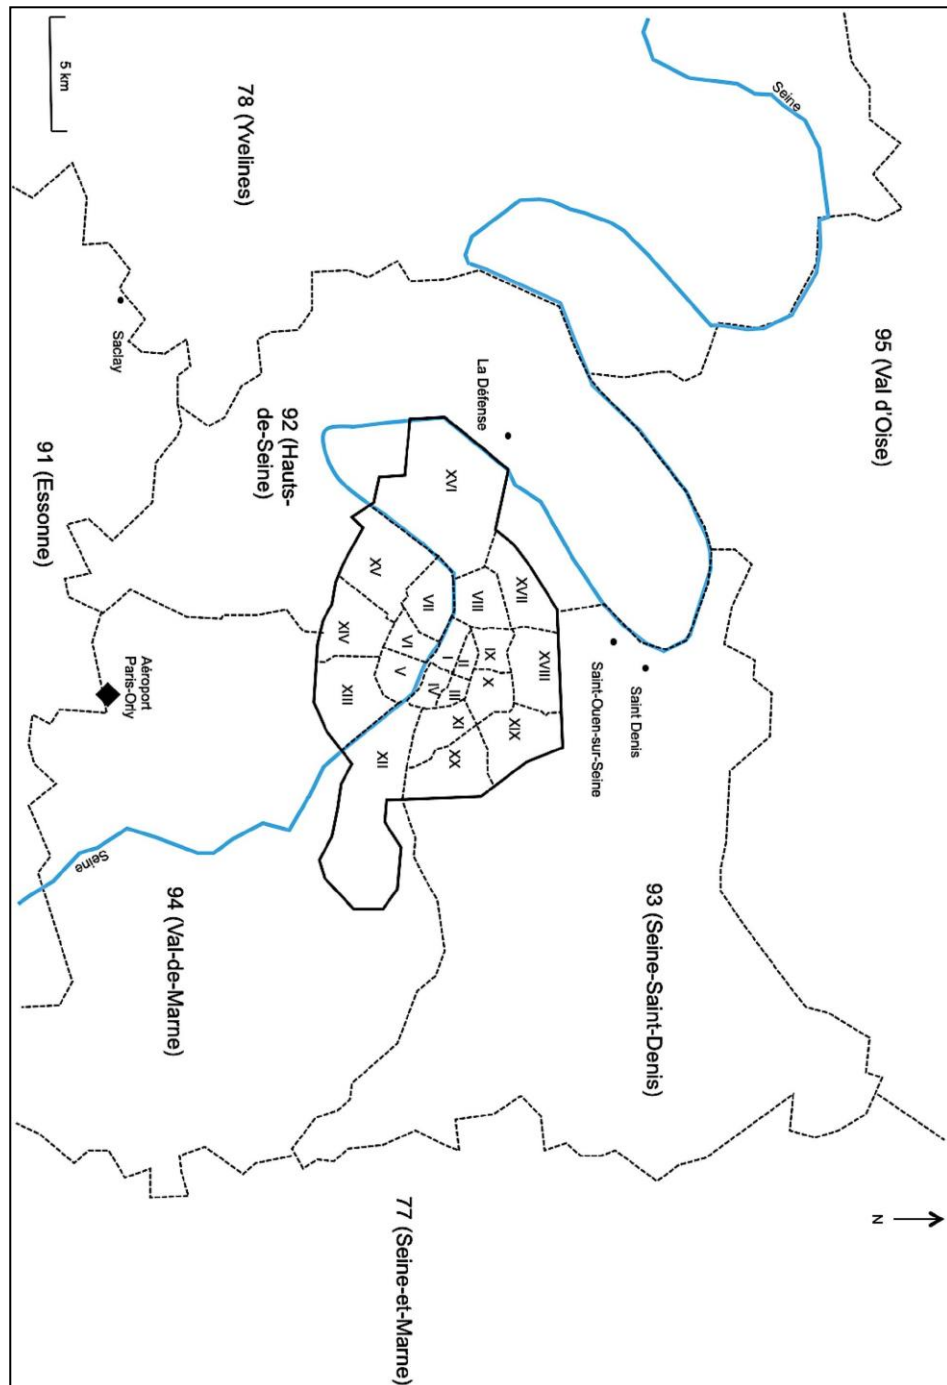 Seine
95 (Val d'Oise)
78 (Yvelines)
5 km
La Défense
Saint Denis
Saint-Ouen-sur-Seine
93 (Seine-Saint-Denis)
N
77 (Seine-et-Marne)
92 (Hauts-
de-Seine)
XVI
XVII
XVIII
XIX
VIII
IX
X
II
III
I
IV
XI
XX
VII
VI
V
XV
XIV
XIII
XII
Saclay
91 (Essonne)
Aéroport
Paris-Orly
Seine
94 (Val-de-Marne)